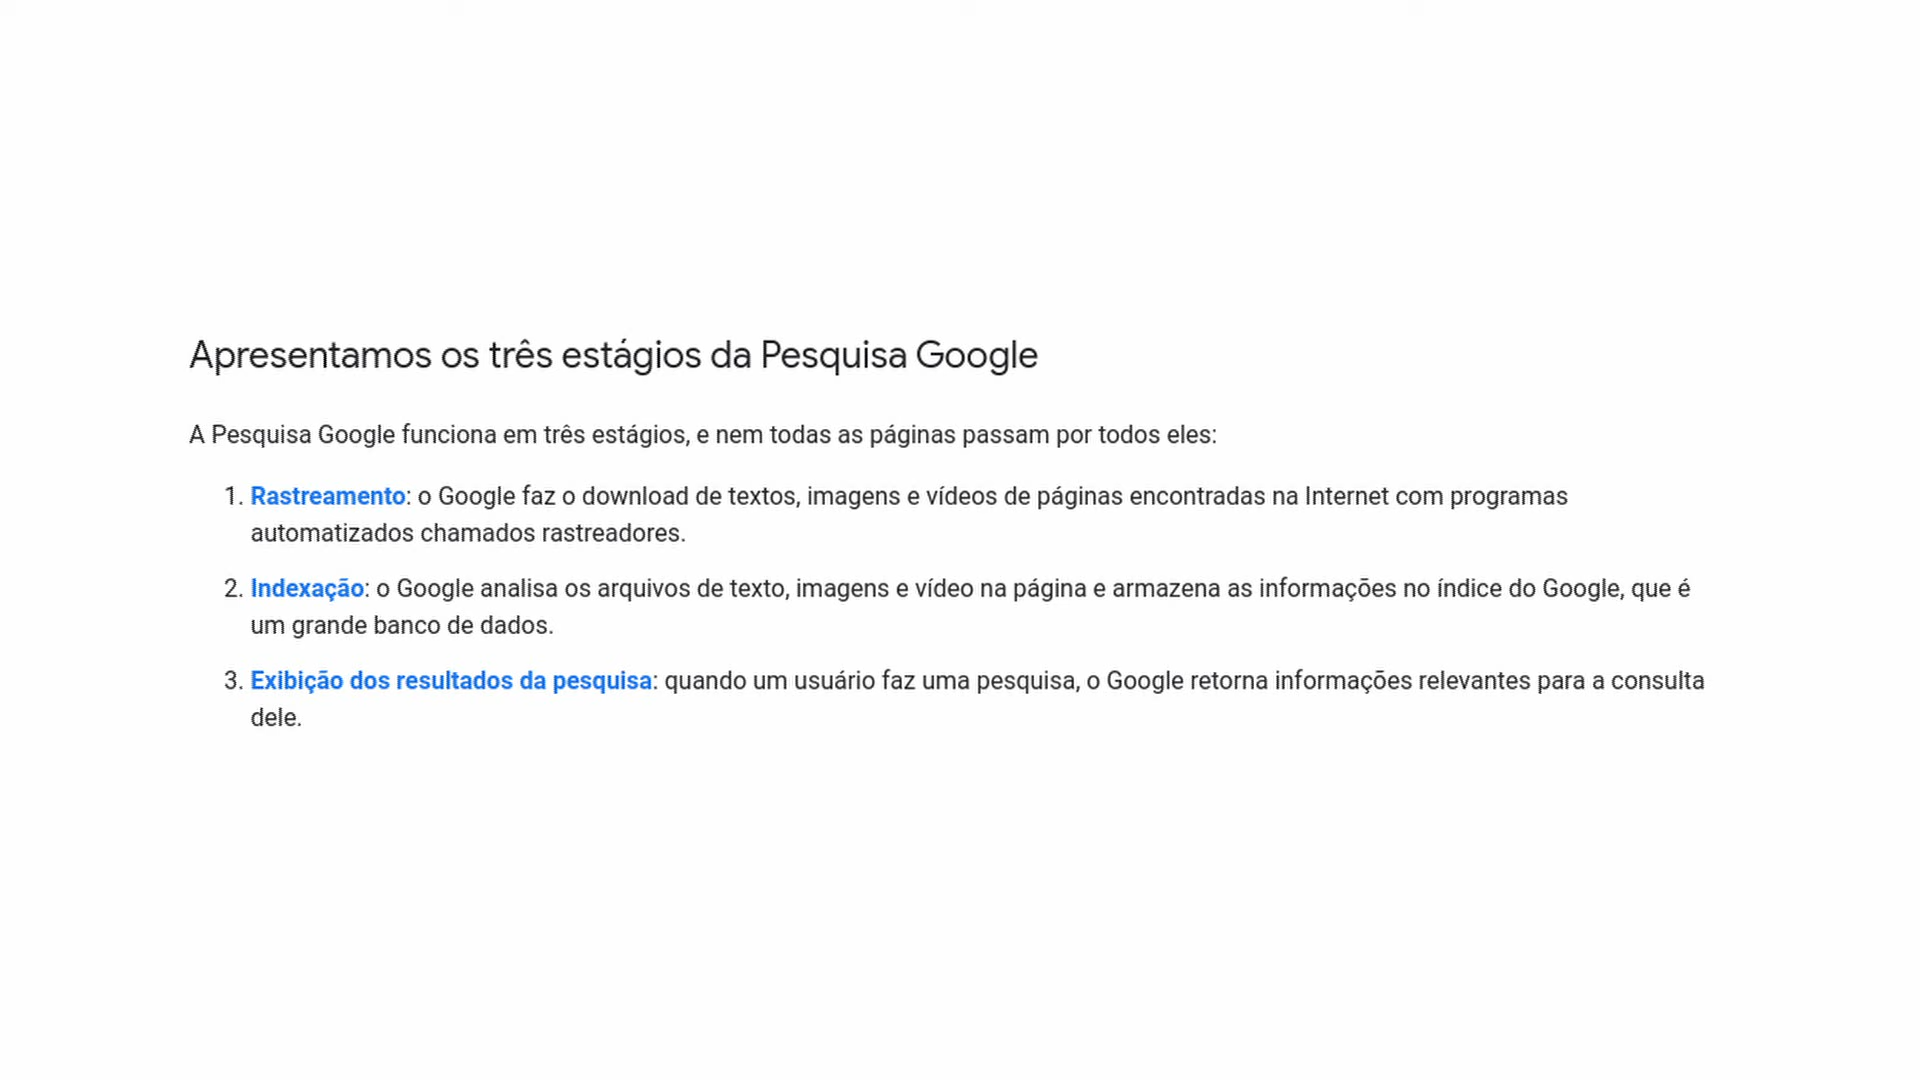 Apresentamos os três estágios da Pesquisa Google
A Pesquisa Google funciona em três estágios, e nem todas as páginas passam por todos eles:
1. Rastreamento: o Google faz o download de textos, imagens e vídeos de páginas encontradas na Internet com programas
automatizados chamados rastreadores.
2. Indexação: o Google analisa os arquivos de texto, imagens e vídeo na página e armazena as informações no índice do Google, que é
um grande banco de dados.
3. Exibição dos resultados da pesquisa: quando um usuário faz uma pesquisa, o Google retorna informações relevantes para a consulta
dele.